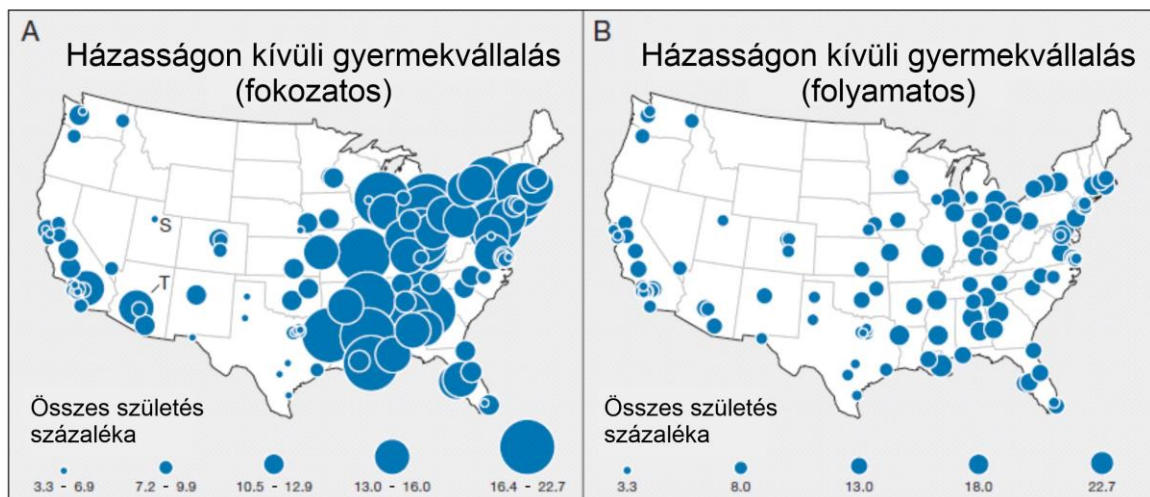 A
Házasságon kívüli gyermekvállalás
(fokozatos)
S
T
Összes születés
százaléka
3.3 - 6.9
7.2 - 9.9
10.5 - 12.9
13.0 - 16.0
16.4 - 22.7
B
Házasságon kívüli gyermekvállalás
(folyamatos)
Összes születés
százaléka
3.3
8.0
13.0
18.0
22.7